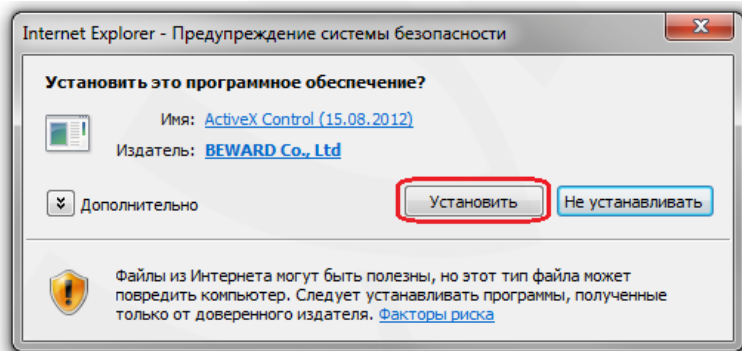 Internet Explorer - Предупреждение системы безопасности
Установить это программное обеспечение?
Имя: ActiveX Control (15.08.2012)
Издатель: BEWARD Co., Ltd
Дополнительно
Установить
Не устанавливать
Файлы из Интернета могут быть полезны, но этот тип файла может
повредить компьютер. Следует устанавливать программы, полученные
только от доверенного издателя. Факторы риска